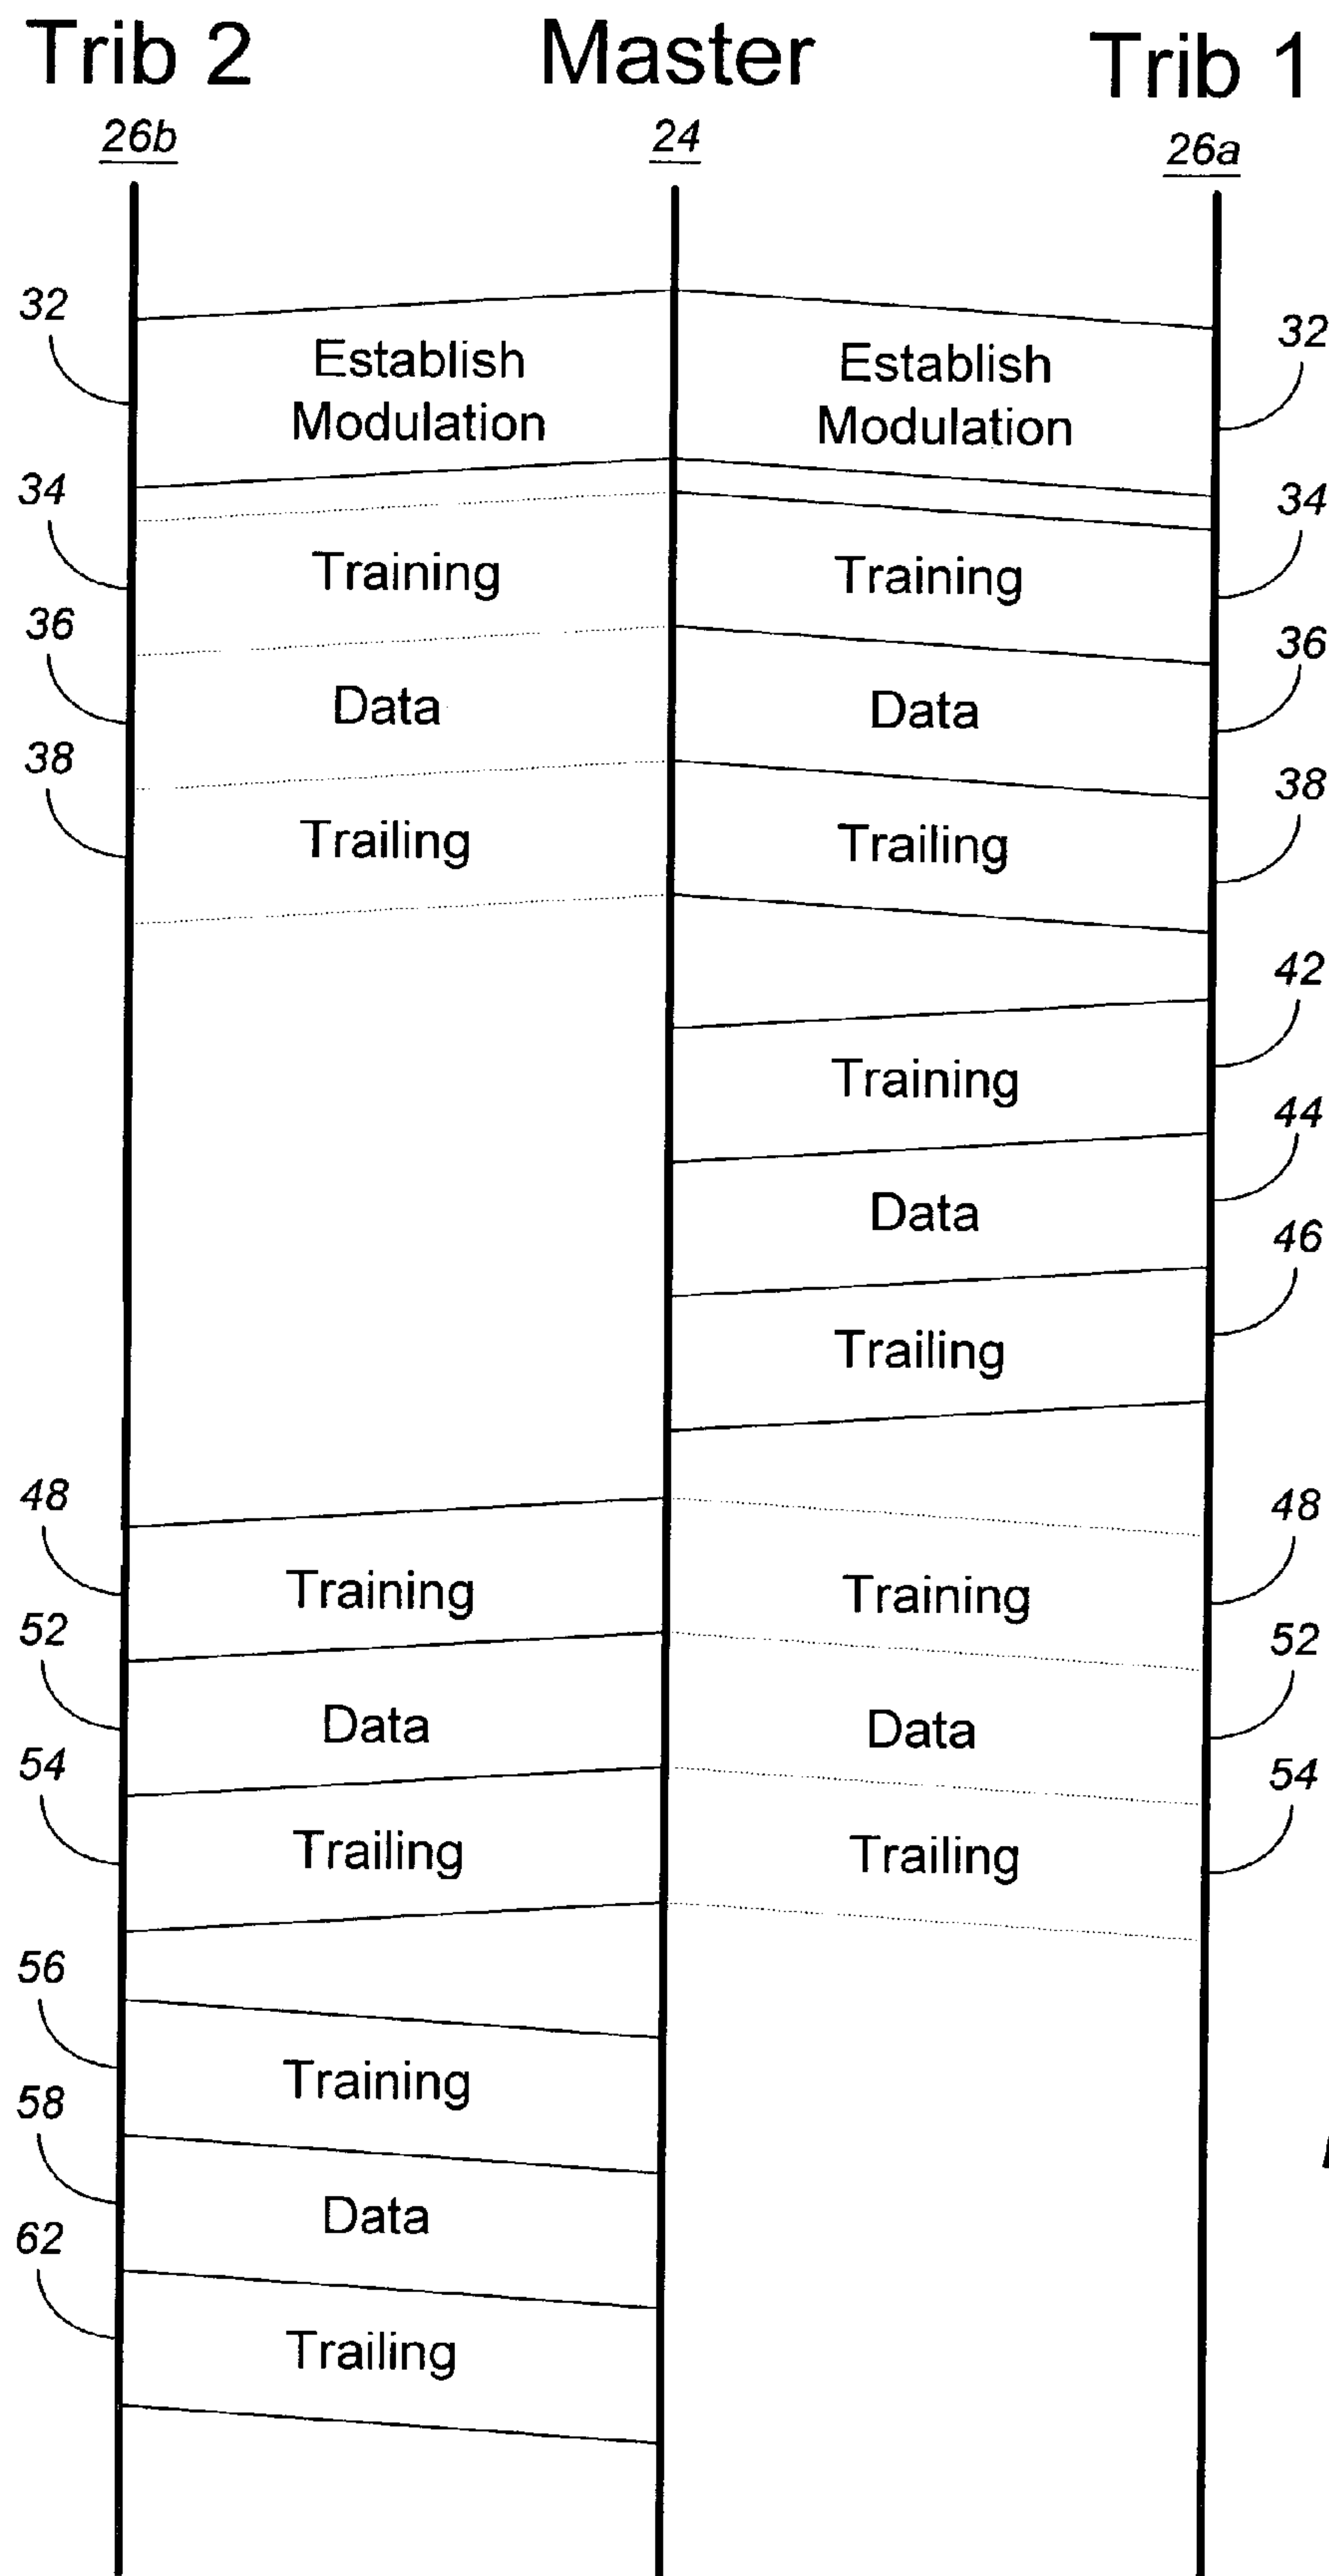 Trib 2 Master Trib 1
26b 24 26a
32 Establish Establish 32
Modulation Modulation
34 Training Training 34
36 Data Data 36
38 Trailing Trailing 38
42
Training
44
Data
46
Trailing
48 48
Training Training
52 52
Data Data
54 54
Trailing Trailing
56
Training
58
Data
62
Trailing